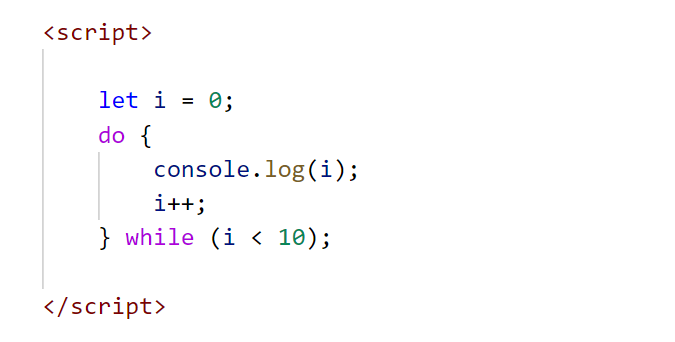 <script>
let i = 0;
do {
console.log(i);
i++;
} while (i < 10);
</script>